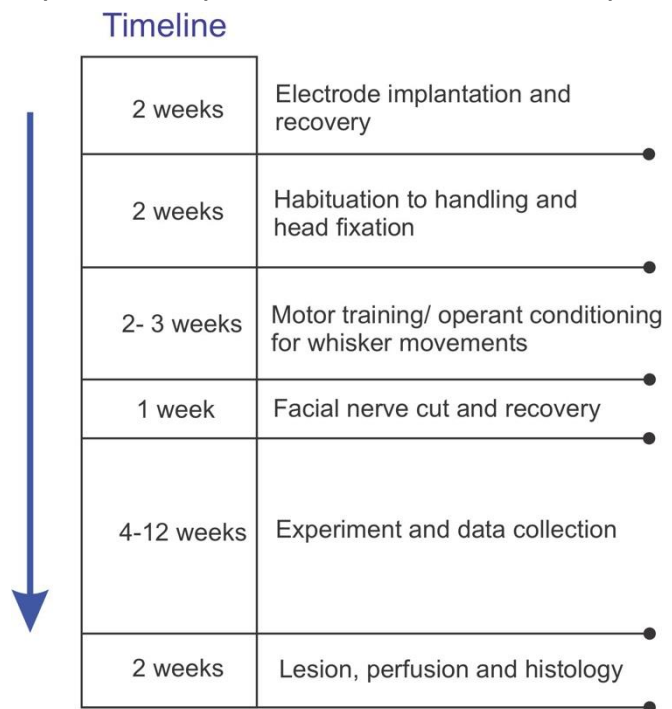 Timeline
2 weeks
Electrode implantation and
recovery
2 weeks
Habituation to handling and
head fixation
2- 3 weeks
Motor training/ operant conditioning
for whisker movements
1 week
Facial nerve cut and recovery
4-12 weeks
Experiment and data collection
2 weeks
Lesion, perfusion and histology